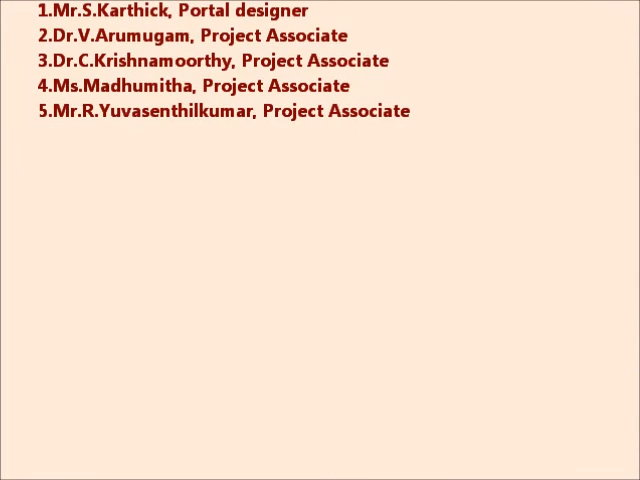 1.Mr.S.Karthick, Portal designer
2.Dr.V.Arumugam, Project Associate
3.Dr.C.Krishnamoorthy, Project Associate
4.Ms.Madhumitha, Project Associate
5.Mr.R.Yuvasenthilkumar, Project Associate